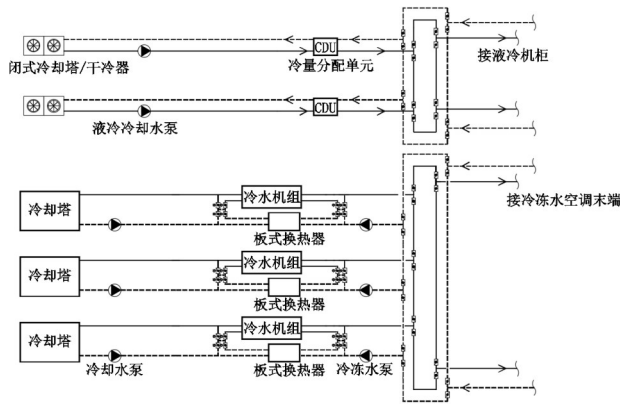 CDU
闭式冷却塔/干冷器
冷量分配单元
接液冷机柜
CDU
液冷冷却水泵
冷却塔
冷水机组
接冷冻水空调末端
板式换热器
冷却塔
冷水机组
板式换热器
冷却塔
冷水机组
冷却水泵
板式换热器
冷冻水泵